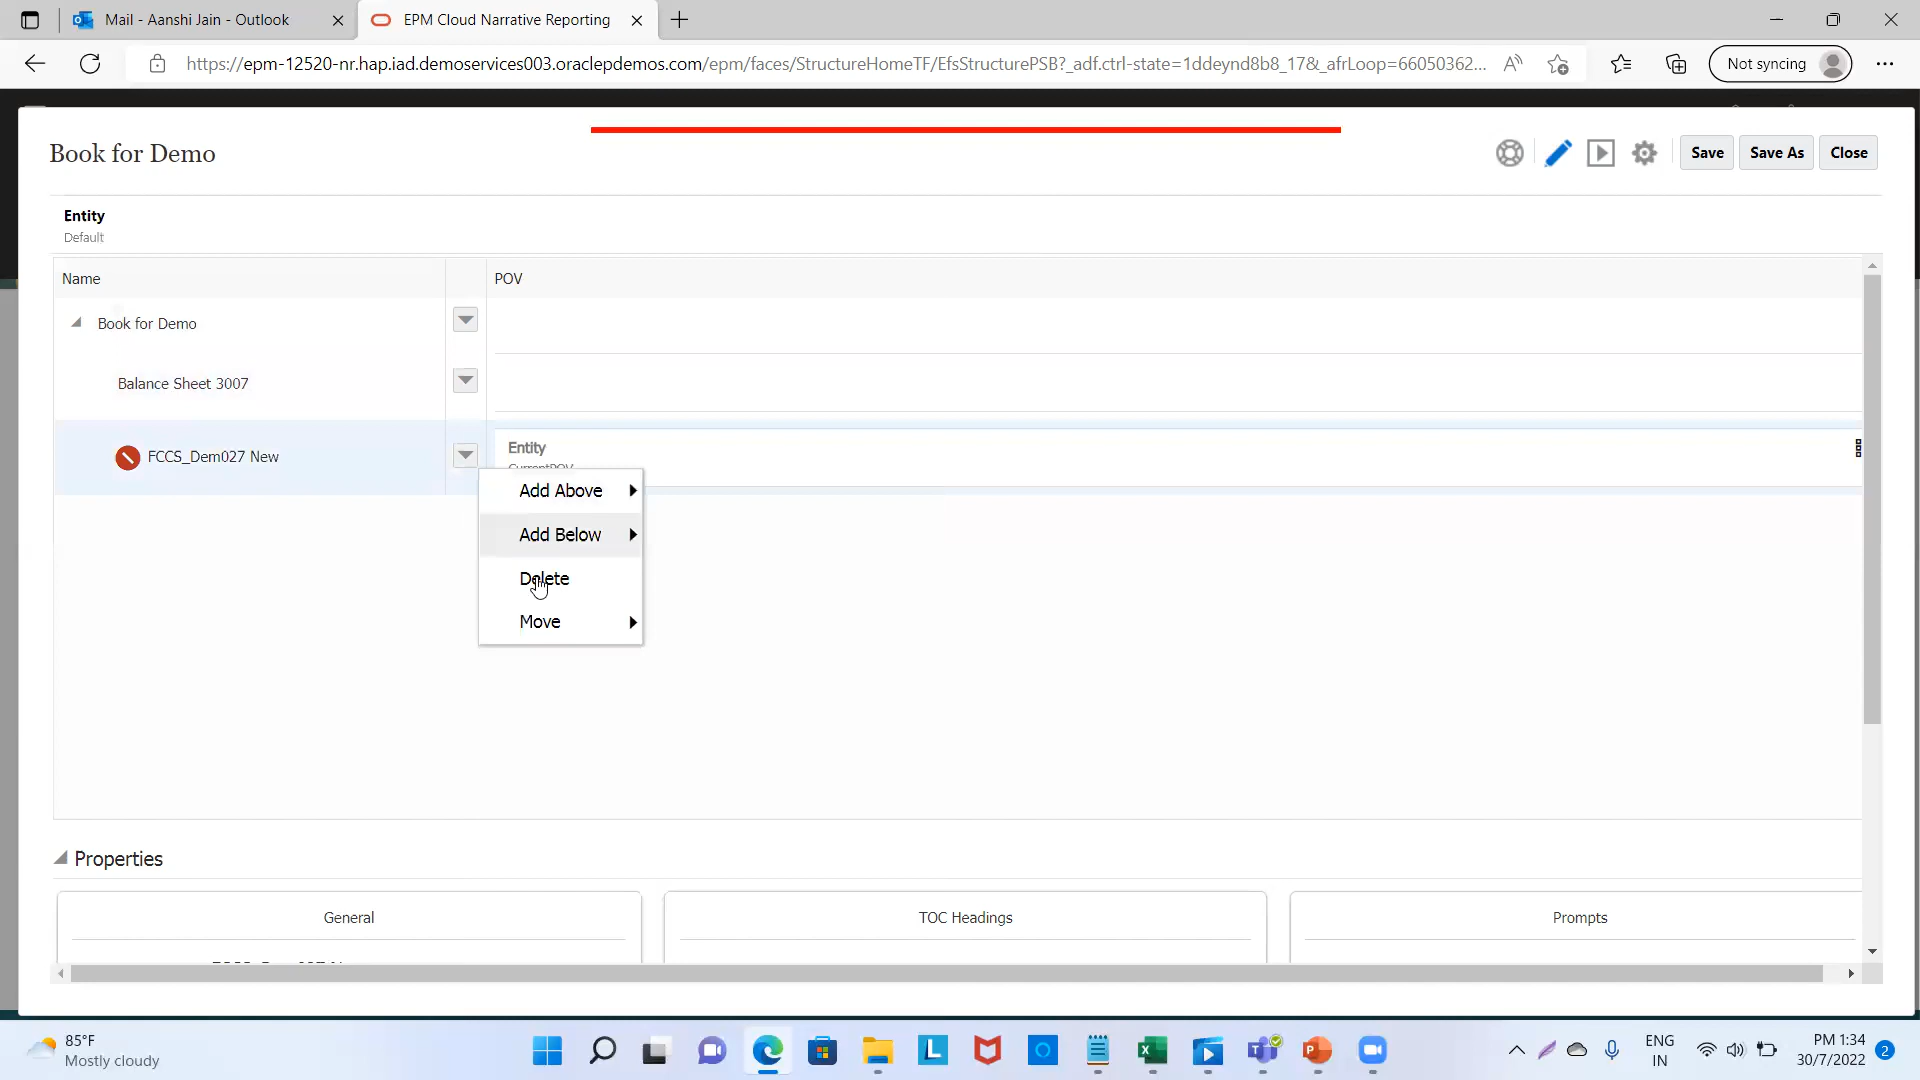 Mail - Aanshi Jain - Outlook
EPM Cloud Narrative Reporting
https://epm-12520-nr.hap.iad.demoservices003.oraclepdemos.com/epm/faces/StructureHomeTF/EfsStructurePSB?_adf.ctrl-state=1ddeynd8b8_17&_afrLoop=66050362...
Not syncing
Book for Demo
Save
Save As
Close
Entity
Default
Name
POV
Book for Demo
Balance Sheet 3007
FCCS_Dem027 New
Entity
CurrentPOV
Add Above
Add Below
Delete
Move
Properties
General
TOC Headings
Prompts
85°F
Mostly cloudy
ENG
IN
PM 1:34
30/7/2022
2